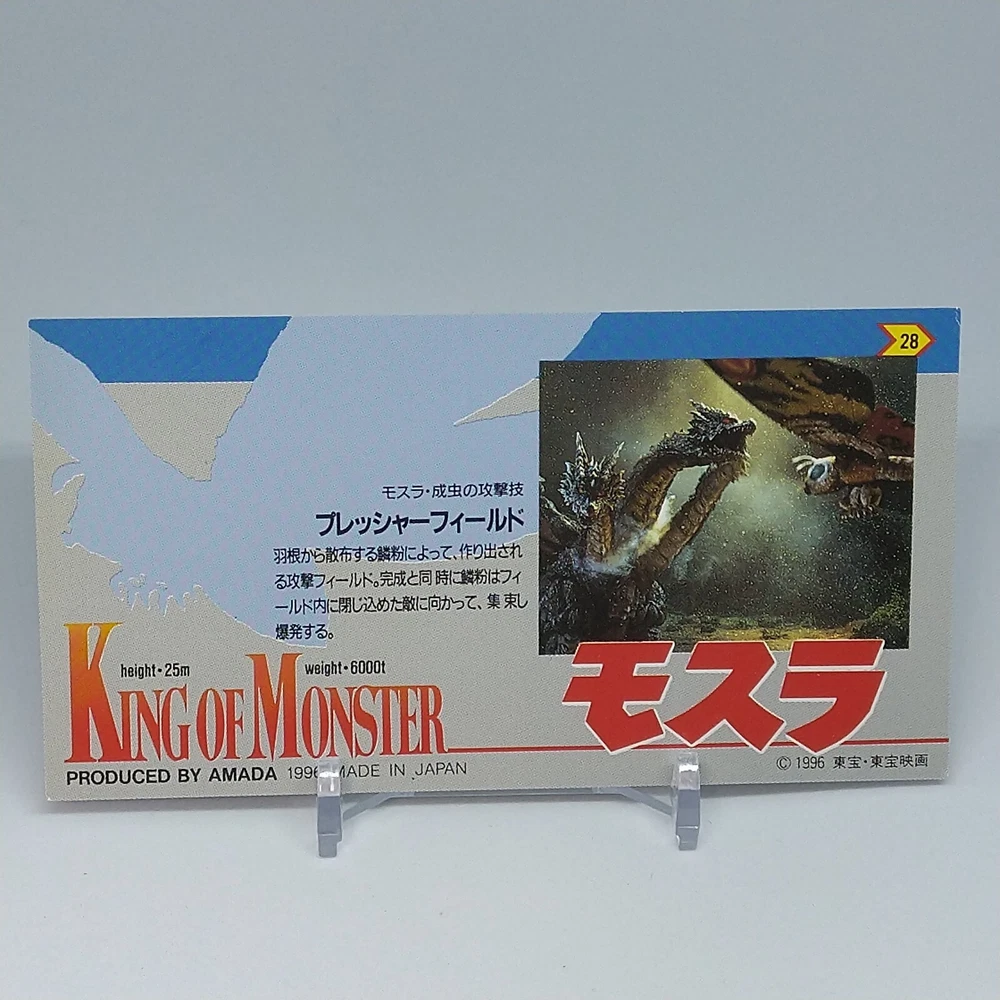 28
モスラ・成虫の攻撃技
プレッシャーフィールド
羽根から散布する鱗粉によって、作り出され
る攻撃フィールド。完成と同時に鱗粉はフィ
ールド内に閉じ込めた敵に向かって、集束し
爆発する。
height・25m weight・6000t
KING OF MONSTER
モスラ
PRODUCED BY AMADA 1996 MADE IN JAPAN
© 1996 東宝・東宝映画